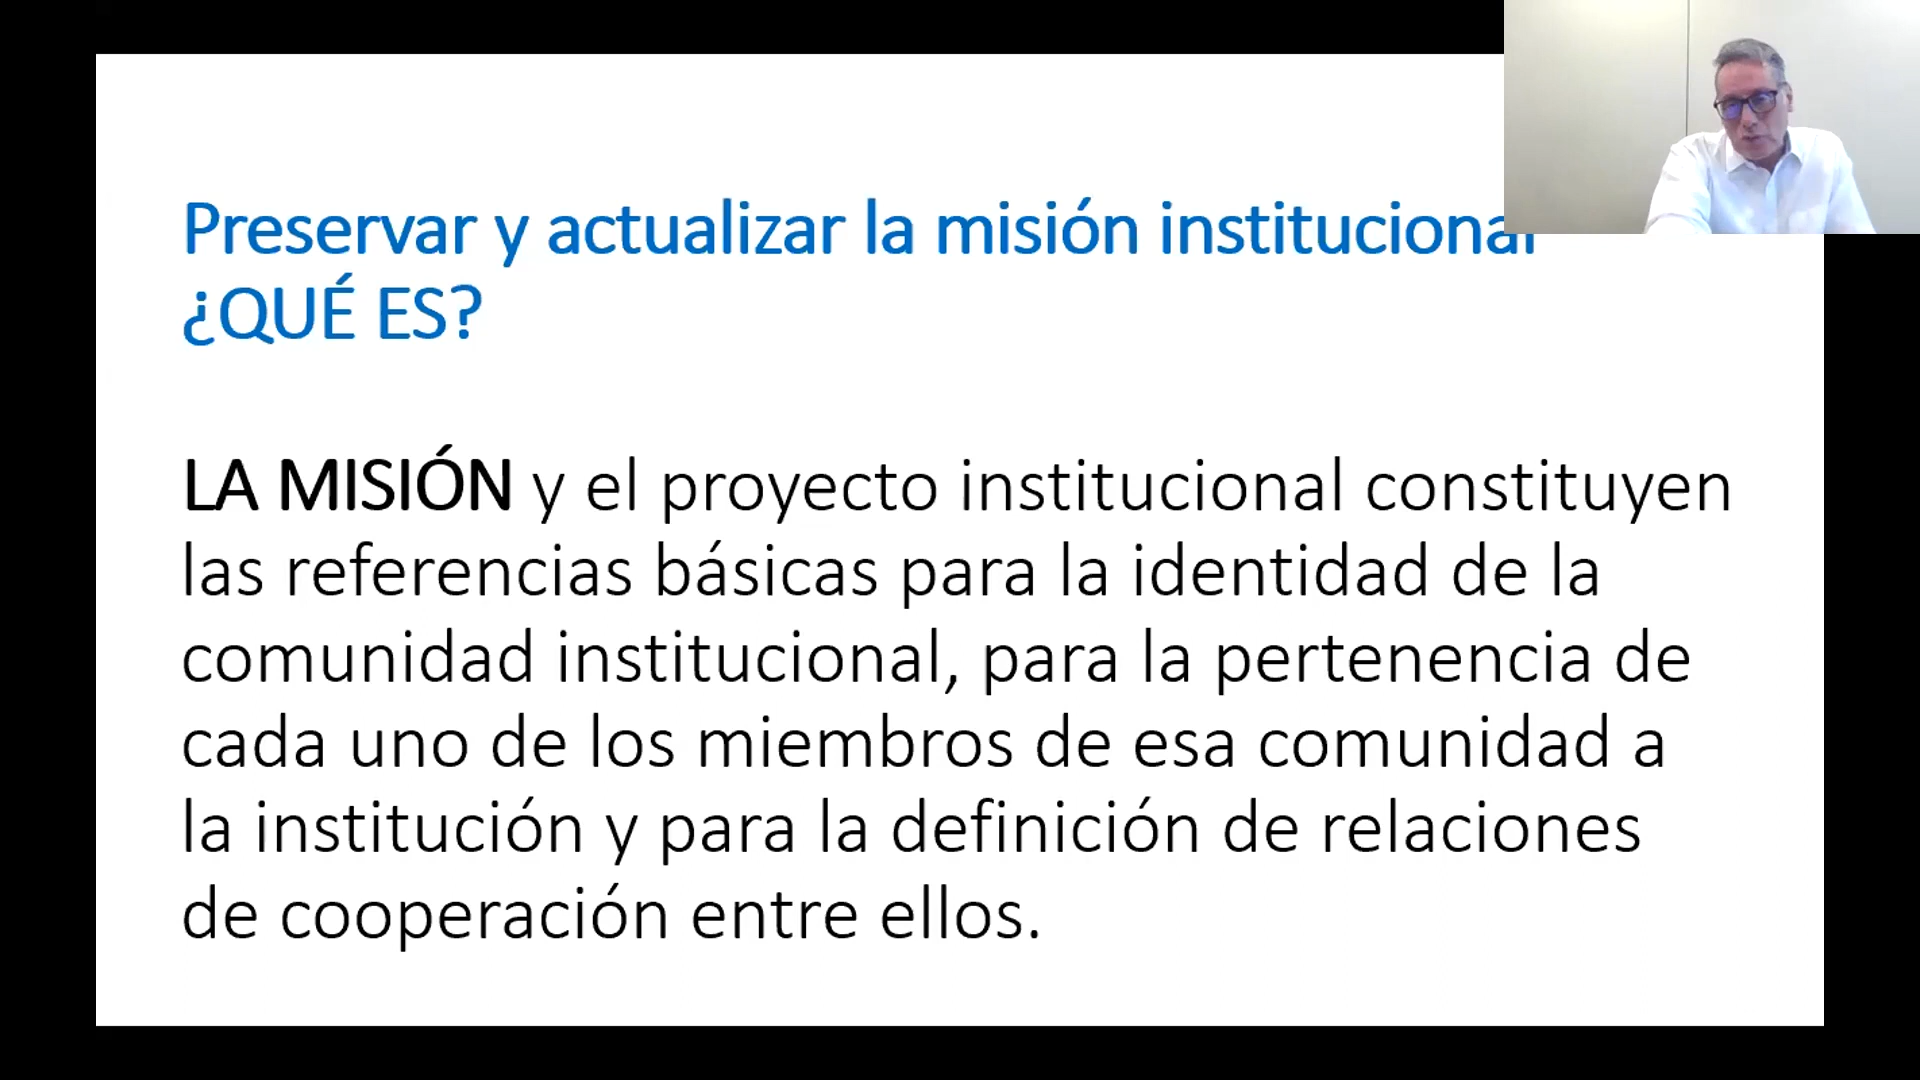 Preservar y actualizar la misión institucional
¿QUÉ ES?
LA MISIÓN y el proyecto institucional constituyen
las referencias básicas para la identidad de la
comunidad institucional, para la pertenencia de
cada uno de los miembros de esa comunidad a
la institución y para la definición de relaciones
de cooperación entre ellos.